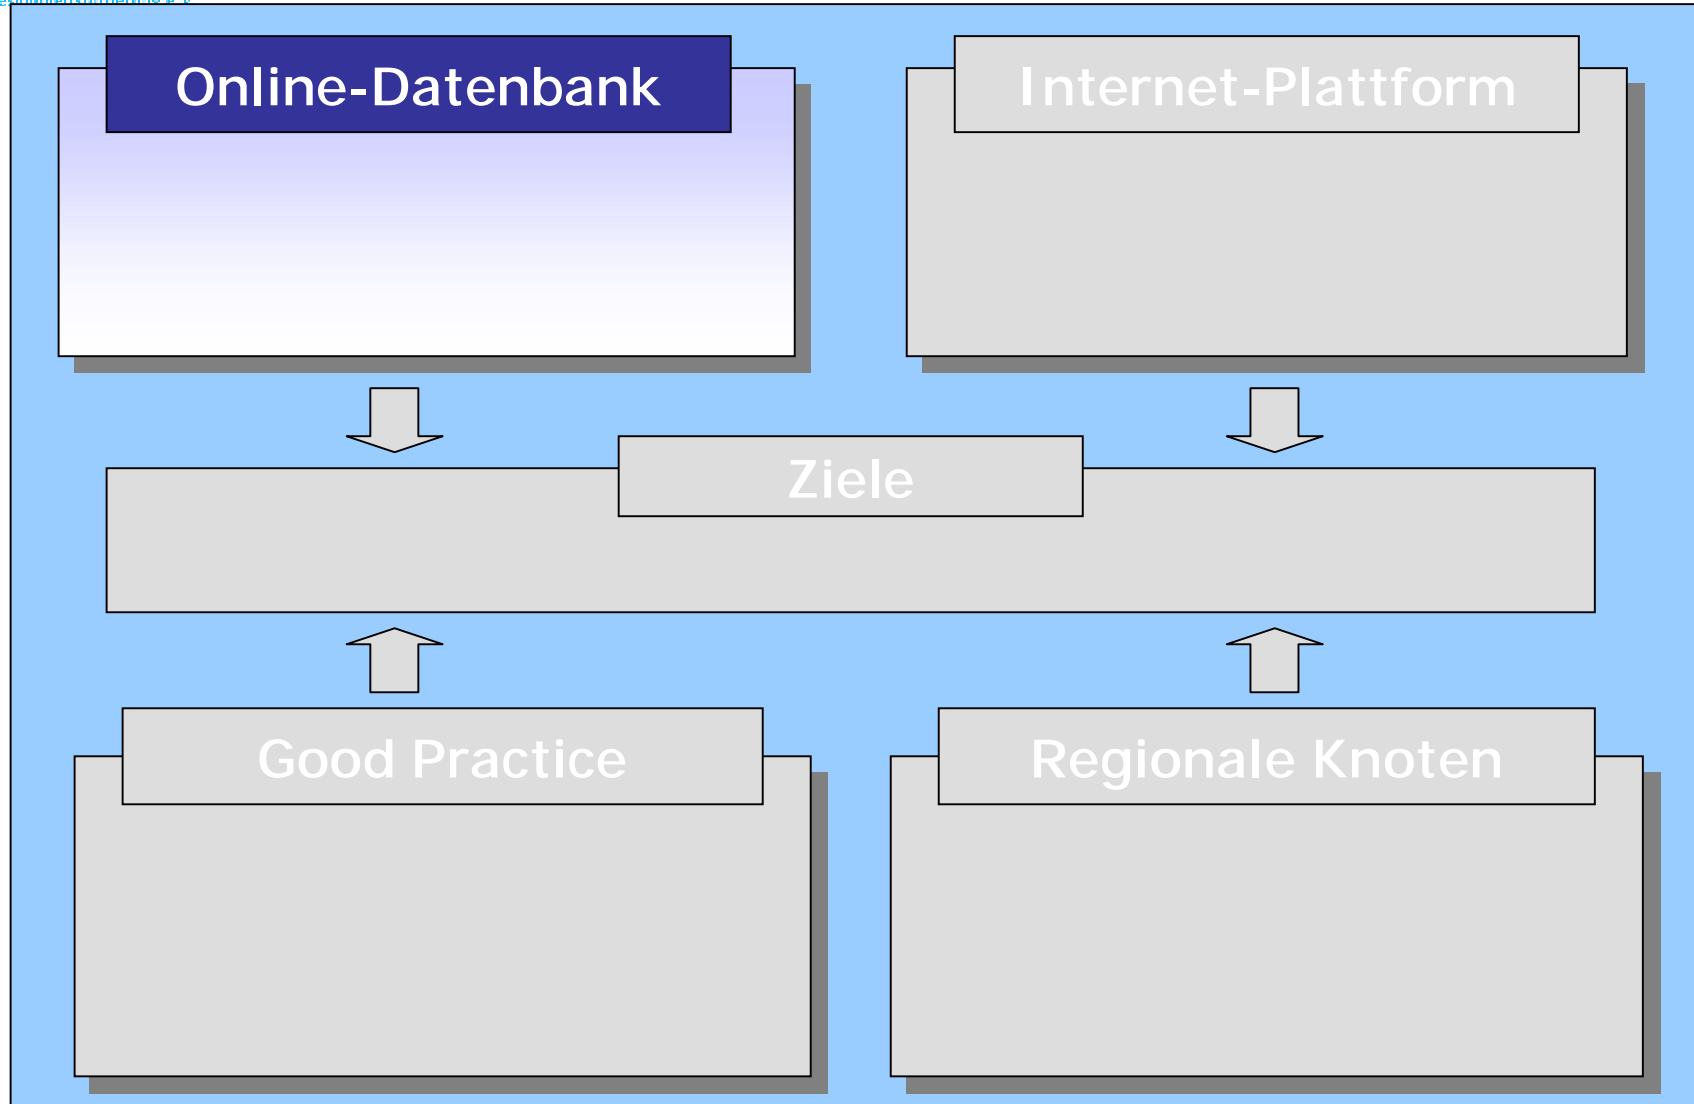 Online-Datenbank
Internet-Plattform
Ziele
Good Practice
Regionale Knoten